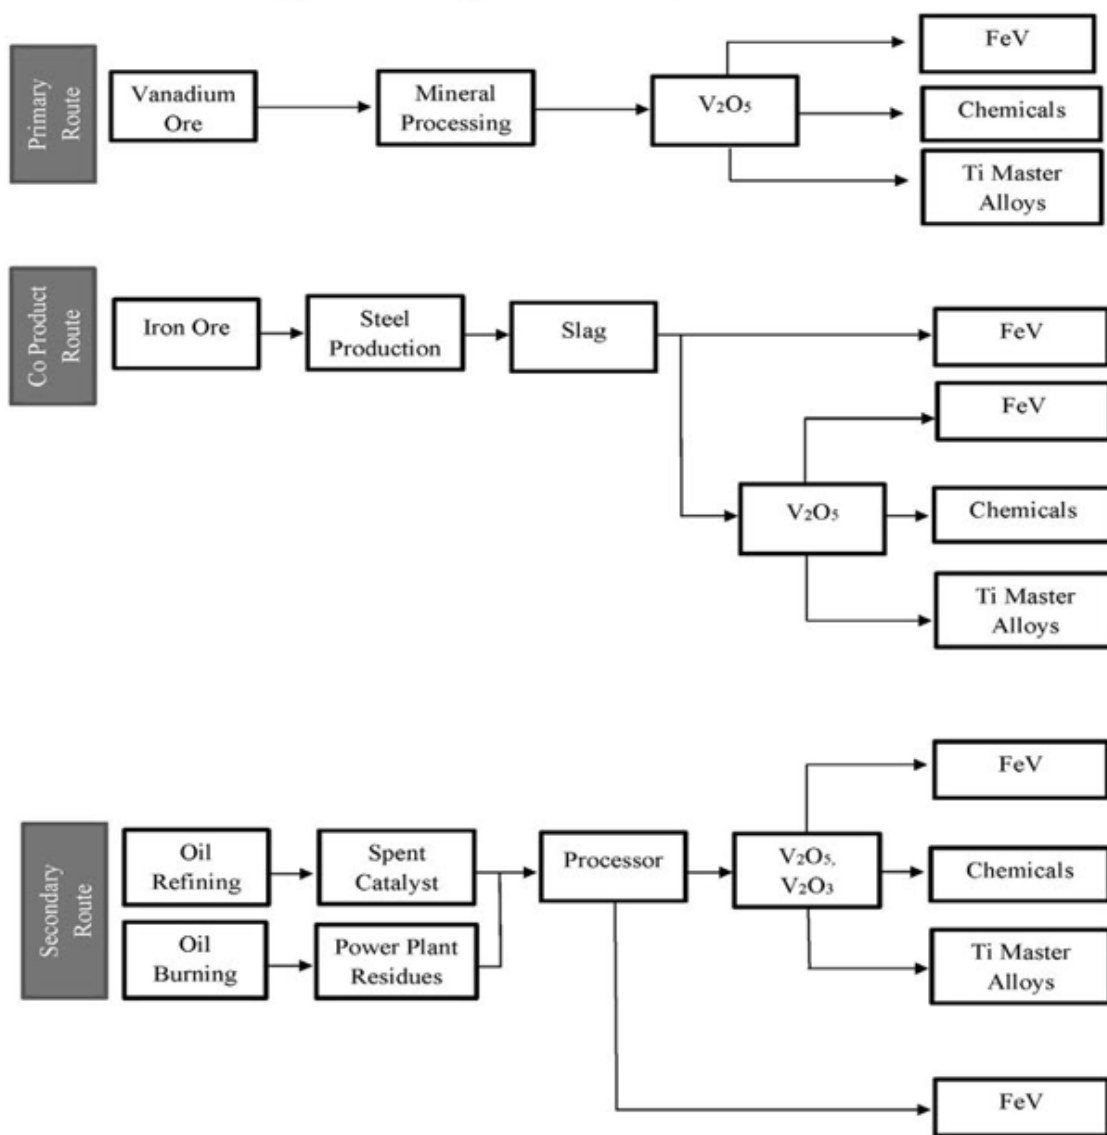 Primary
Route
Vanadium
Ore
Mineral
Processing
V₂O₅
FeV
Chemicals
Ti Master
Alloys
Co Product
Route
Iron Ore
Steel
Production
Slag
FeV
FeV
V₂O₅
Chemicals
Ti Master
Alloys
Secondary
Route
Oil
Refining
Spent
Catalyst
Oil
Burning
Power Plant
Residues
Processor
V₂O₅,
V₂O₃
FeV
Chemicals
Ti Master
Alloys
FeV